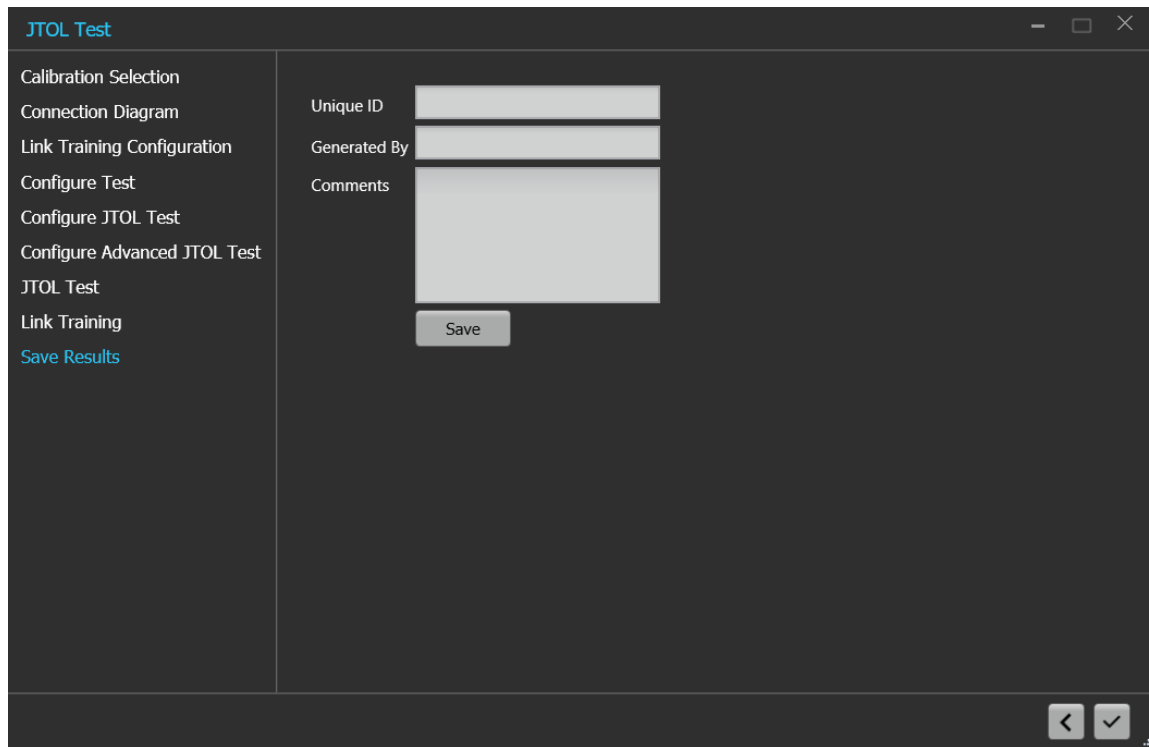 JTOL Test
Calibration Selection
Connection Diagram
Link Training Configuration
Configure Test
Configure JTOL Test
Configure Advanced JTOL Test
JTOL Test
Link Training
Save Results
Unique ID
Generated By
Comments
Save